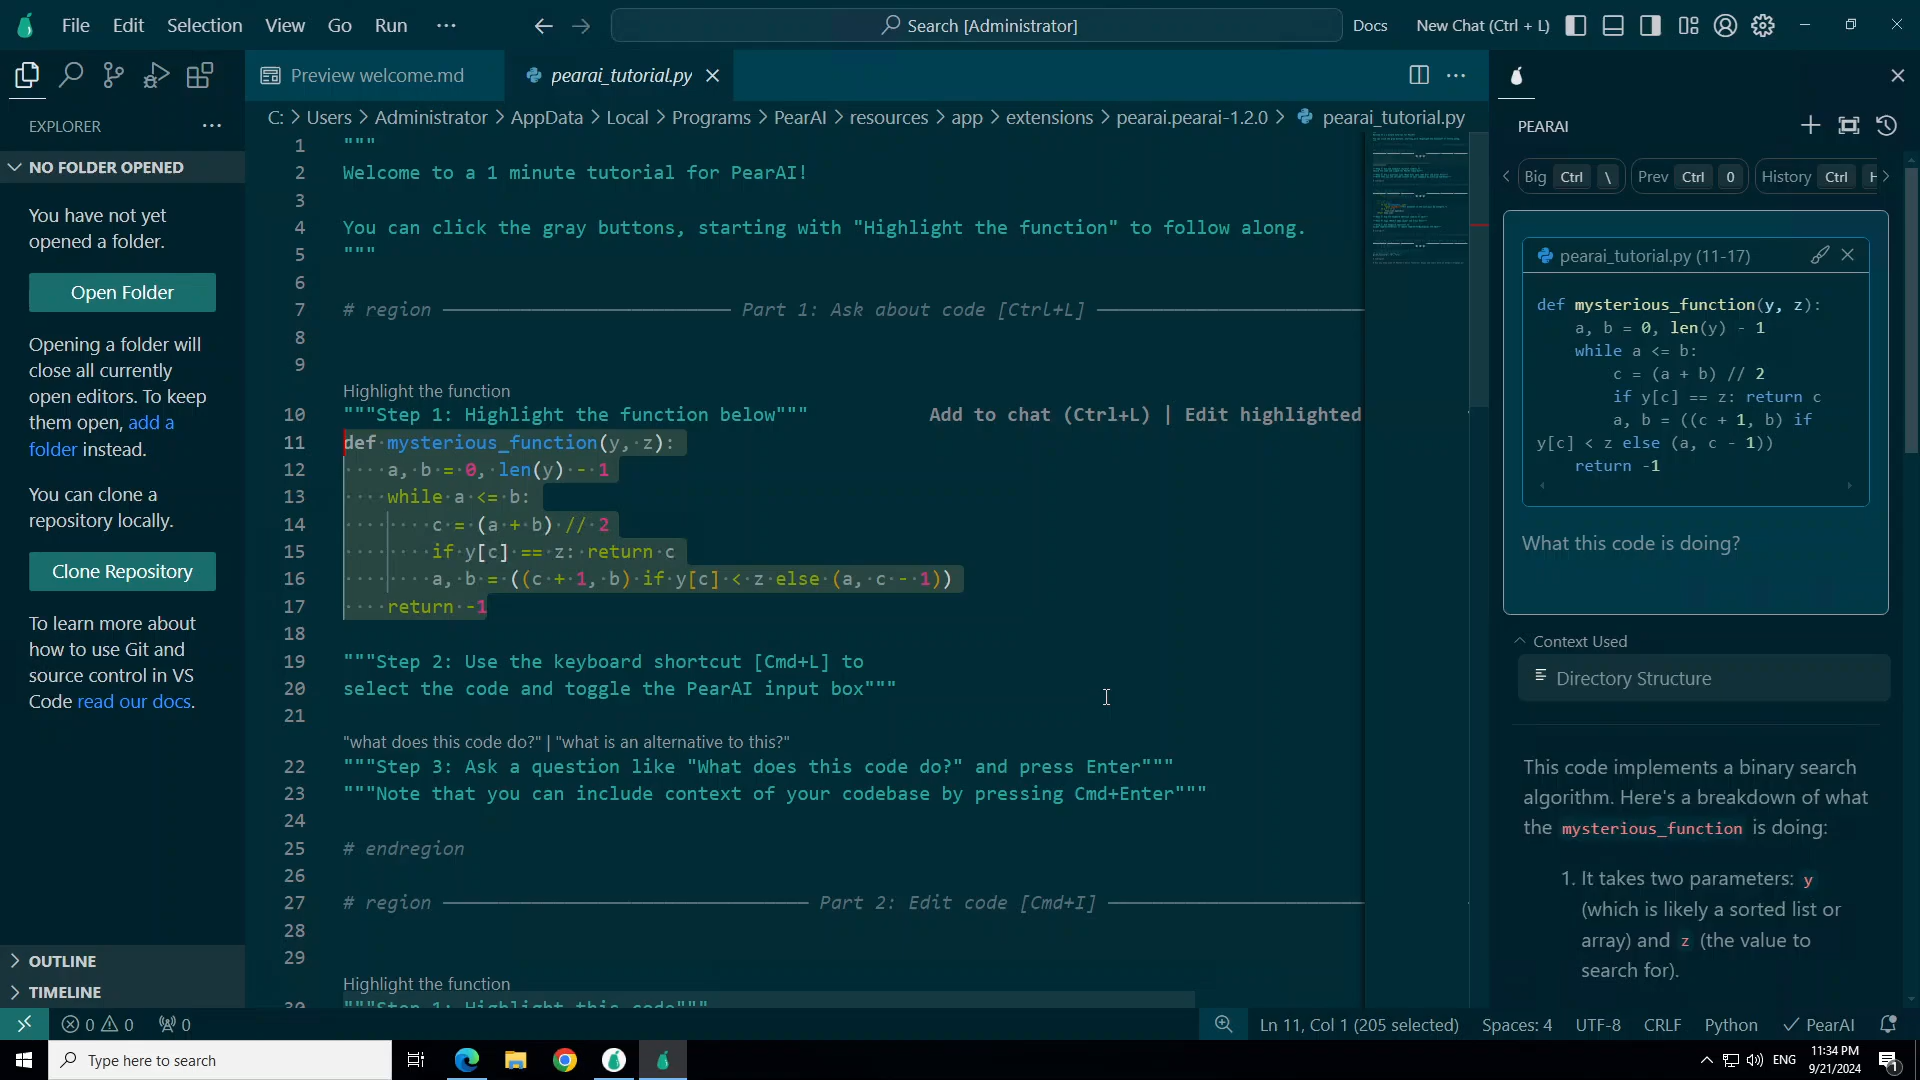 File Edit Selection View Go Run ···
Search [Administrator]
Docs New Chat (Ctrl + L)
EXPLORER ···
NO FOLDER OPENED
You have not yet
opened a folder.
Open Folder
Opening a folder will
close all currently
open editors. To keep
them open, add a
folder instead.
You can clone a
repository locally.
Clone Repository
To learn more about
how to use Git and
source control in VS
Code read our docs.
OUTLINE
TIMELINE
Preview welcome.md
pearai_tutorial.py
C: > Users > Administrator > AppData > Local > Programs > PearAI > resources > app > extensions > pearai.pearai-1.2.0 > pearai_tutorial.py
1 """
2 Welcome to a 1 minute tutorial for PearAI!
3
4 You can click the gray buttons, starting with "Highlight the function" to follow along.
5 """
6
7 # region ────────── Part 1: Ask about code [Ctrl+L] ──────────
8
9
Highlight the function
10 """Step 1: Highlight the function below""" Add to chat (Ctrl+L) | Edit highlighted
11 def mysterious_function(y, z):
12 a, b = 0, len(y) - 1
13 while a <= b:
14 c = (a + b) // 2
15 if y[c] == z: return c
16 a, b = ((c + 1, b) if y[c] < z else (a, c - 1))
17 return -1
18
19 """Step 2: Use the keyboard shortcut [Cmd+L] to
20 select the code and toggle the PearAI input box"""
21
"what does this code do?" | "what is an alternative to this?"
22 """Step 3: Ask a question like "What does this code do?" and press Enter"""
23 """Note that you can include context of your codebase by pressing Cmd+Enter"""
24
25 # endregion
26
27 # region ────────── Part 2: Edit code [Cmd+I] ──────────
28
29
Highlight the function
30 """Step 1: Highlight this code"""
PEARAI
Big Ctrl \ Prev Ctrl 0 History Ctrl H
pearai_tutorial.py (11-17)
def mysterious_function(y, z):
a, b = 0, len(y) - 1
while a <= b:
c = (a + b) // 2
if y[c] == z: return c
a, b = ((c + 1, b) if
y[c] < z else (a, c - 1))
return -1
What this code is doing?
Context Used
Directory Structure
This code implements a binary search
algorithm. Here's a breakdown of what
the mysterious_function is doing:
1. It takes two parameters: y
(which is likely a sorted list or
array) and z (the value to
search for).
0 0 0
Ln 11, Col 1 (205 selected) Spaces: 4 UTF-8 CRLF Python PearAI
Type here to search
ENG
11:34 PM
9/21/2024
1